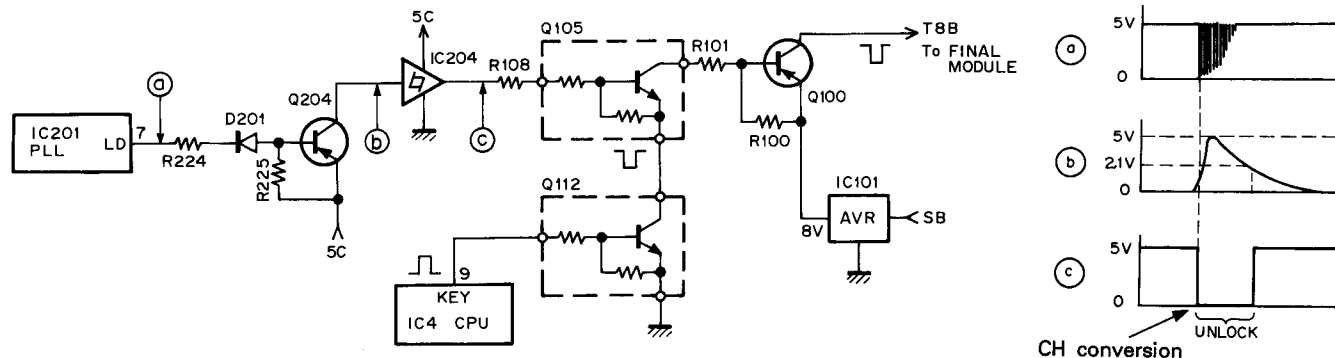 5C
IC204
Q105
R108
R101
T8B
To FINAL
MODULE
Q100
R100
a
Q204
D201
IC201
PLL
LD
7
R224
R225
5C
b
c
Q112
IC101
AVR
8V
SB
9
KEY
IC4 CPU
a
5V
0
b
5V
2.1V
0
c
5V
0
UNLOCK
CH conversion